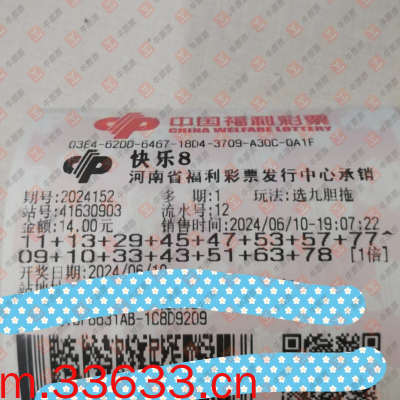 中国福利彩票
CHINA WELFARE LOTTERY
03E4-620D-6467-18D4-3709-A30C-0A1F
快乐8
河南省福利彩票发行中心承销
期号:2024152 多期:1 玩法:选九胆拖
站号:41630903 流水号:12
金额:14.00元 销售时间:2024/06/10-19:07:22
11+13+29+45+47+53+57+77^
09+10+33+43+51+63+78 [1倍]
开奖日期:2024/06/10
1AB-1C8D9209
m.33633.cn